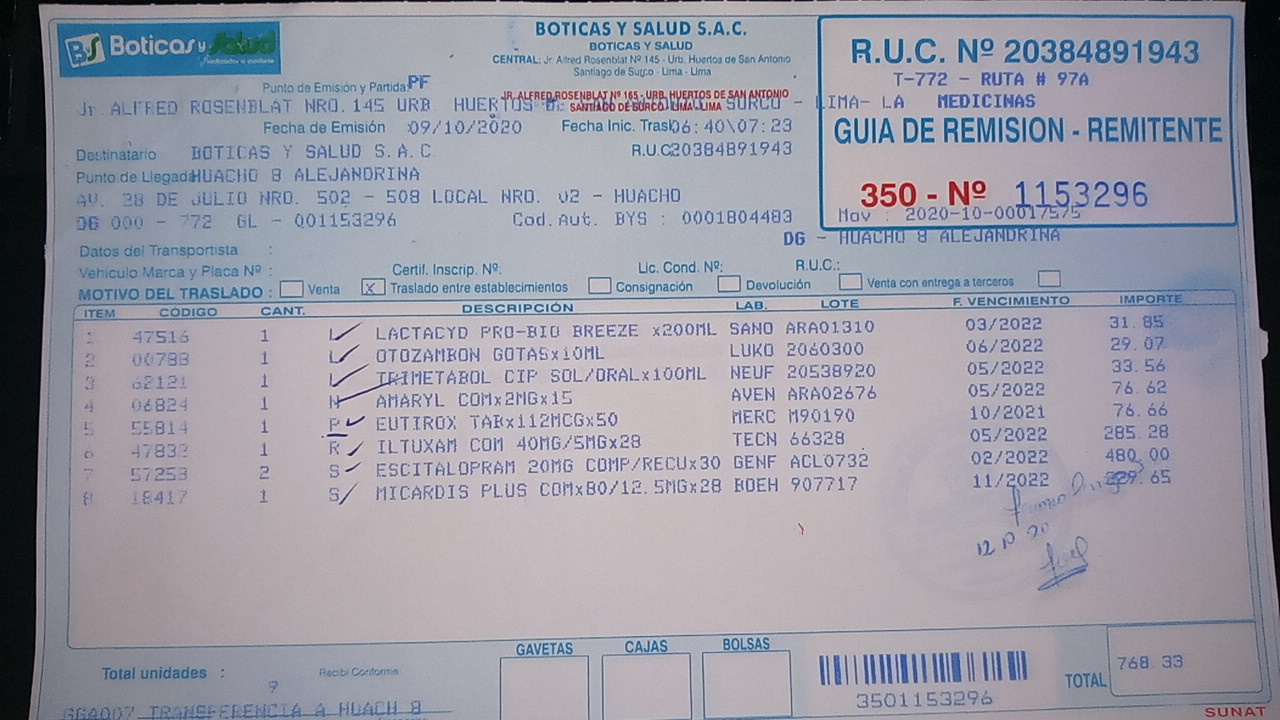 BS Boticas y Salud
BOTICAS Y SALUD S.A.C.
BOTICAS Y SALUD
CENTRAL: Jr. Alfred Rosenblat Nº 145 - Urb. Huertos de San Antonio
Santiago de Surco - Lima - Lima
R.U.C. Nº 20384891943
T-772 - RUTA # 97A
MEDICINAS
GUIA DE REMISION - REMITENTE
350 - Nº 1153296
Mov : 2020-10-00017575
DG - HUACHO 8 ALEJANDRINA
Punto de Emisión y Partida: PF
Jr. ALFRED ROSENBLAT NRO.145 URB HUERTOS SURCO - LIMA- LA
JR. ALFRED ROSENBLAT Nº 165 - URB. HUERTOS DE SAN ANTONIO
SANTIAGO DE SURCO - LIMA - LIMA
Fecha de Emisión :09/10/2020 Fecha Inic. Trasl 06:40\07:23
Destinatario BOTICAS Y SALUD S.A.C R.U.C 20384891943
Punto de Llegada HUACHO 8 ALEJANDRINA
AV. 28 DE JULIO NRO. 502 - 508 LOCAL NRO. 02 - HUACHO
DG 000 - 772 GL - 001153296 Cod.Aut. BYS : 0001804483
Datos del Transportista :
Vehiculo Marca y Placa Nº : Certif. Inscrip. Nº: Lic. Cond. Nº: R.U.C.:
MOTIVO DEL TRASLADO : Venta X Traslado entre establecimientos Consignación Devolución Venta con entrega a terceros
ITEM CÓDIGO CANT. DESCRIPCIÓN LAB. LOTE F. VENCIMIENTO IMPORTE
1 47516 1 L LACTACYD PRO-BIO BREEZE x200ML SANO ARA01310 03/2022 31.85
2 00788 1 L OTOZAMBON GOTASx10ML LUKO 2060300 06/2022 29.07
3 62121 1 L TRIMETABOL CIP SOL/ORALx100ML NEUF 20538920 05/2022 33.56
4 06824 1 N AMARYL COMx2MGx15 AVEN ARA02676 05/2022 76.62
5 55814 1 P EUTIROX TABx112MCGx50 MERC M90190 10/2021 76.66
6 47832 1 R ILTUXAM COM 40MG/5MGx28 TECN 66328 05/2022 285.28
7 57253 2 S ESCITALOPRAM 20MG COMP/RECUx30 GENF ACL0732 02/2022 480.00
8 18417 1 S MICARDIS PLUS COMx80/12.5MGx28 BOEH 907717 11/2022
12 10 20
GAVETAS CAJAS BOLSAS
Total unidades : 9 Recibi Conforme
3501153296
TOTAL 768.33
GGA007 TRANSFERENCIA A HUACH 8
SUNAT